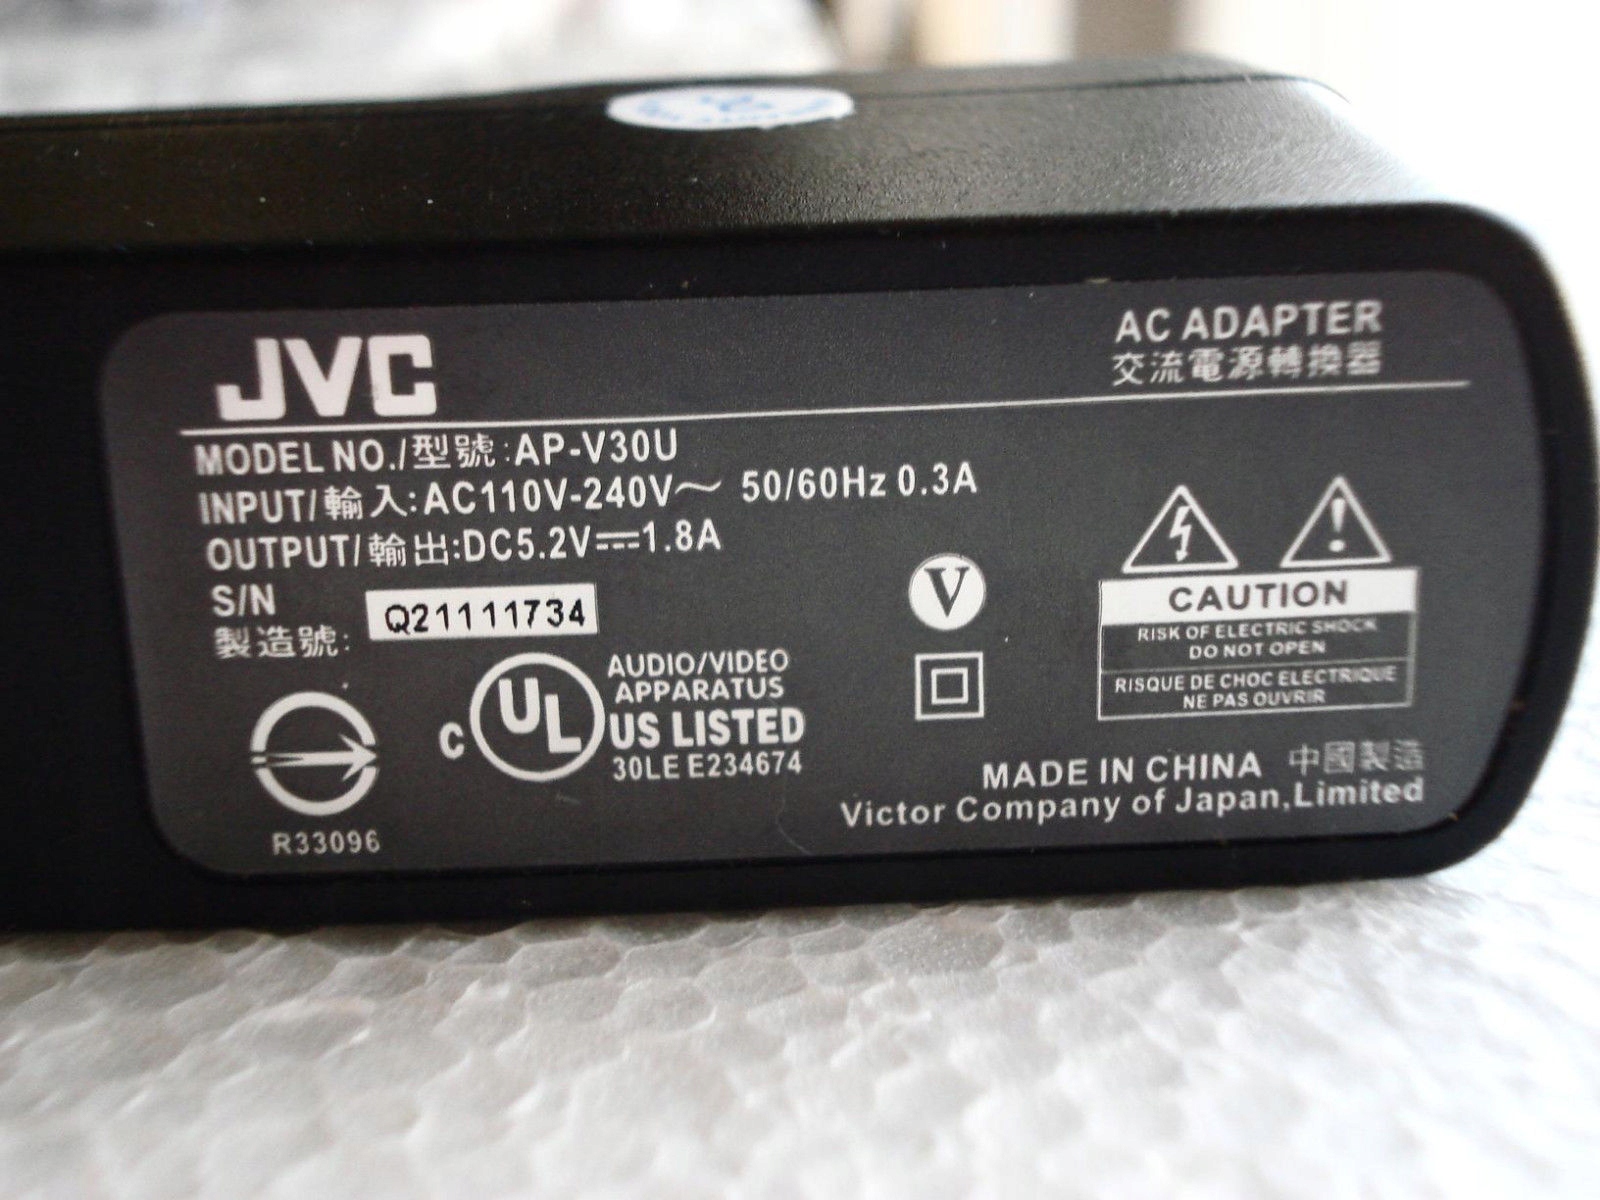 JVC
AC ADAPTER
交流電源轉換器
MODEL NO./型號:AP-V30U
INPUT/輸入:AC110V-240V～ 50/60Hz 0.3A
OUTPUT/輸出:DC5.2V⎓1.8A
S/N
製造號:
Q21111734
V
CAUTION
RISK OF ELECTRIC SHOCK
DO NOT OPEN
RISQUE DE CHOC ELECTRIQUE
NE PAS OUVRIR
C UL US LISTED
AUDIO/VIDEO
APPARATUS
30LE E234674
R33096
MADE IN CHINA 中國製造
Victor Company of Japan,Limited